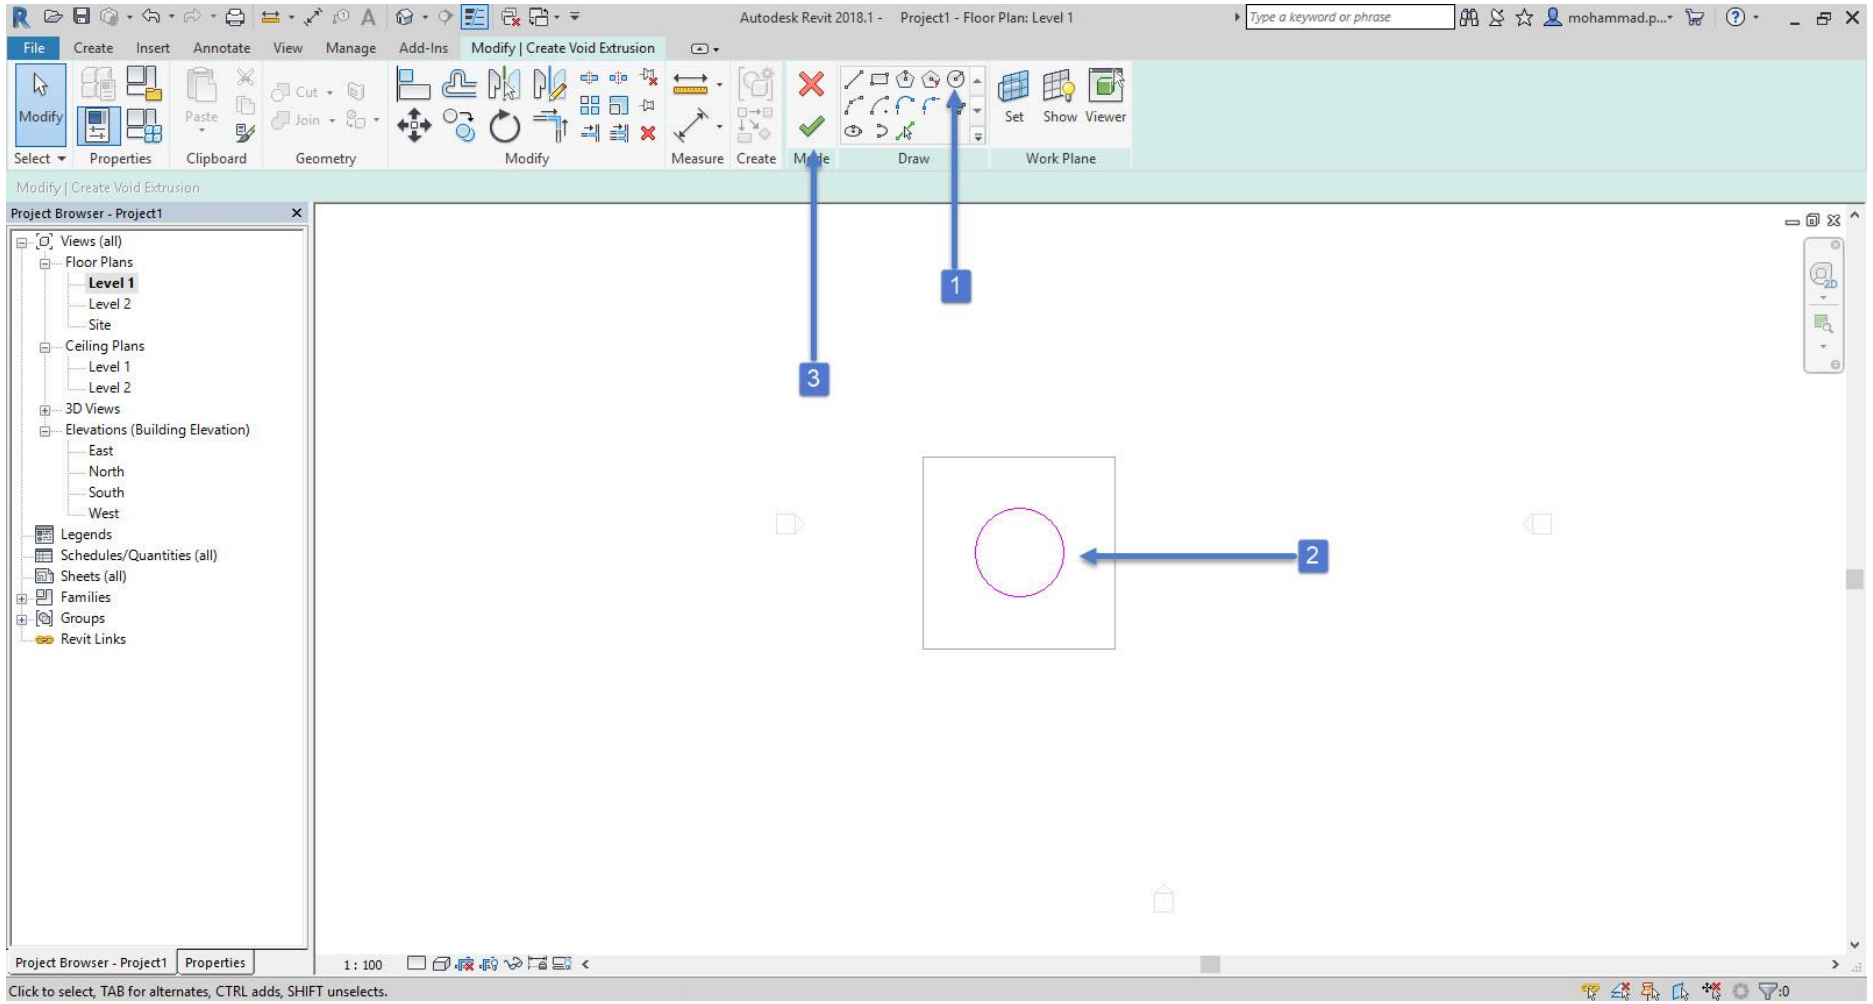 Autodesk Revit 2018.1 - Project1 - Floor Plan: Level 1
Type a keyword or phrase
mohammad.p...
File Create Insert Annotate View Manage Add-Ins Modify | Create Void Extrusion
Modify
Cut
Join
Paste
Set Show Viewer
Select Properties Clipboard Geometry Modify Measure Create Mode Draw Work Plane
Modify | Create Void Extrusion
Project Browser - Project1
Views (all)
Floor Plans
Level 1
Level 2
Site
Ceiling Plans
Level 1
Level 2
3D Views
Elevations (Building Elevation)
East
North
South
West
Legends
Schedules/Quantities (all)
Sheets (all)
Families
Groups
Revit Links
1
3
2
2D
Project Browser - Project1 Properties
1 : 100
Click to select, TAB for alternates, CTRL adds, SHIFT unselects.
:0